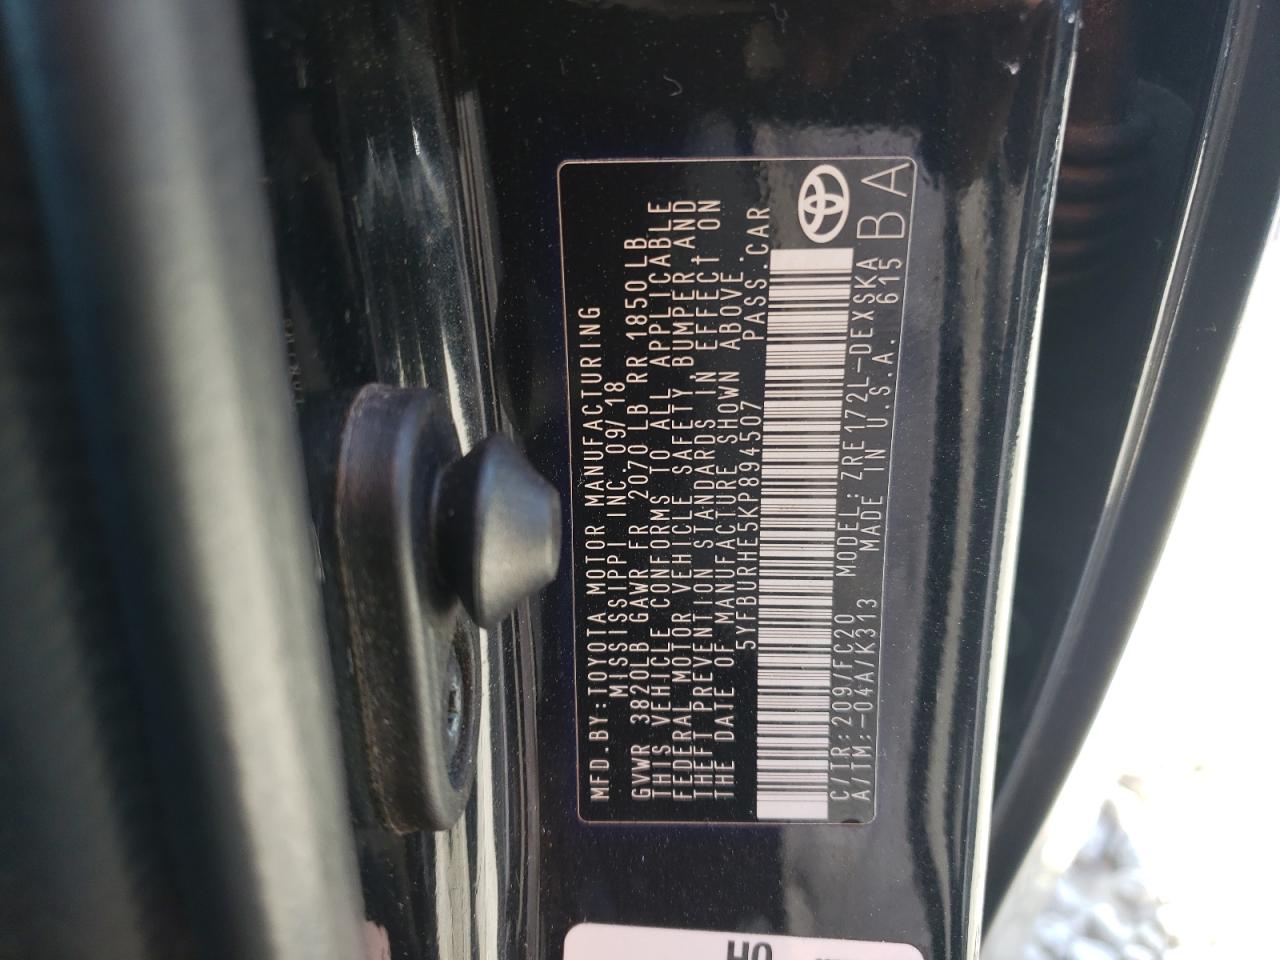 MFD.BY:TOYOTA MOTOR MANUFACTURING
MISSISSIPPI INC. 09/18
GVWR 3820LB GAWR FR 2070LB RR 1850LB
THIS VEHICLE CONFORMS TO ALL APPLICABLE
FEDERAL MOTOR VEHICLE SAFETY, BUMPER, AND
THEFT PREVENTION STANDARDS IN EFFECT ON
THE DATE OF MANUFACTURE SHOWN ABOVE.
5YFBURHE5KP894507 PASS.CAR
C/TR:209/FC20 MODEL:ZRE172L-DEXSKA
A/TM:-04A/K313 MADE IN U.S.A. 615 BA